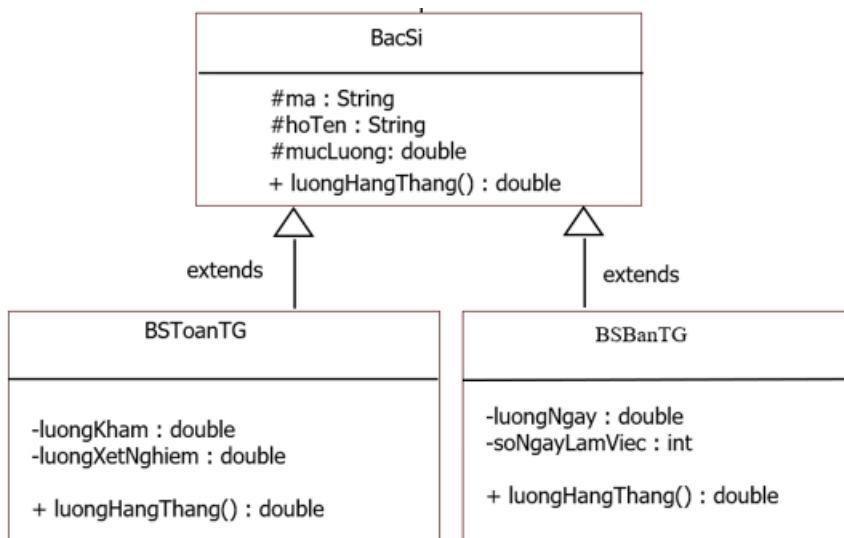 BacSi
#ma : String
#hoTen : String
#mucLuong: double
+ luongHangThang() : double
extends
extends
BSToanTG
-luongKham : double
-luongXetNghiem : double
+ luongHangThang() : double
BSBanTG
-luongNgay : double
-soNgayLamViec : int
+ luongHangThang() : double